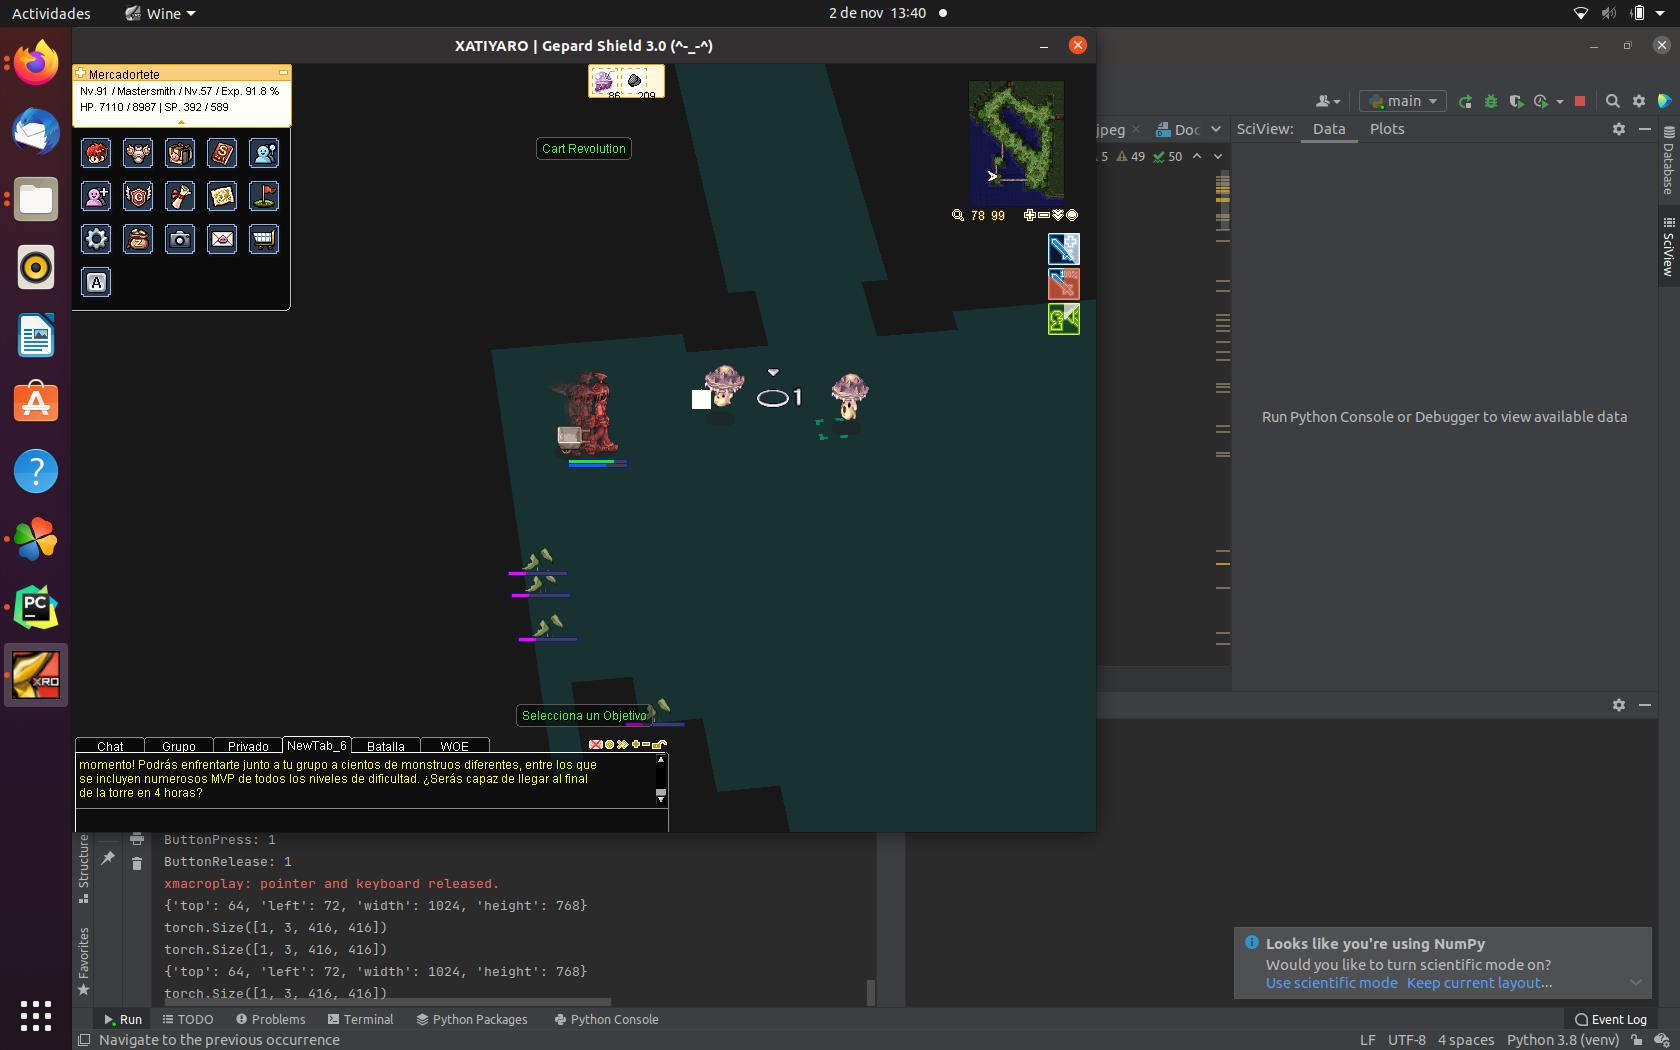 Actividades
Wine
2 de nov 13:40
XATIYARO | Gepard Shield 3.0 (^-_-^)
Mercadortete
Nv.91 / Mastersmith / Nv.57 / Exp. 91.8 %
HP. 7110 / 8987 | SP. 392 / 589
86
209
Cart Revolution
A
78 99
100%
1
main
jpeg
Doc
SciView:
Data
Plots
5
49
50
Database
SciView
Run Python Console or Debugger to view available data
PC
XRO
Selecciona un Objetivo
Chat
Grupo
Privado
NewTab_6
Batalla
WOE
momento! Podrás enfrentarte junto a tu grupo a cientos de monstruos diferentes, entre los que
se incluyen numerosos MVP de todos los niveles de dificultad. ¿Serás capaz de llegar al final
de la torre en 4 horas?
Structure
Favorites
ButtonPress: 1
ButtonRelease: 1
xmacroplay: pointer and keyboard released.
{'top': 64, 'left': 72, 'width': 1024, 'height': 768}
torch.Size([1, 3, 416, 416])
torch.Size([1, 3, 416, 416])
{'top': 64, 'left': 72, 'width': 1024, 'height': 768}
torch.Size([1, 3, 416, 416])
Looks like you're using NumPy
Would you like to turn scientific mode on?
Use scientific mode Keep current layout...
Run
TODO
Problems
Terminal
Python Packages
Python Console
Event Log
Navigate to the previous occurrence
LF UTF-8 4 spaces Python 3.8 (venv)